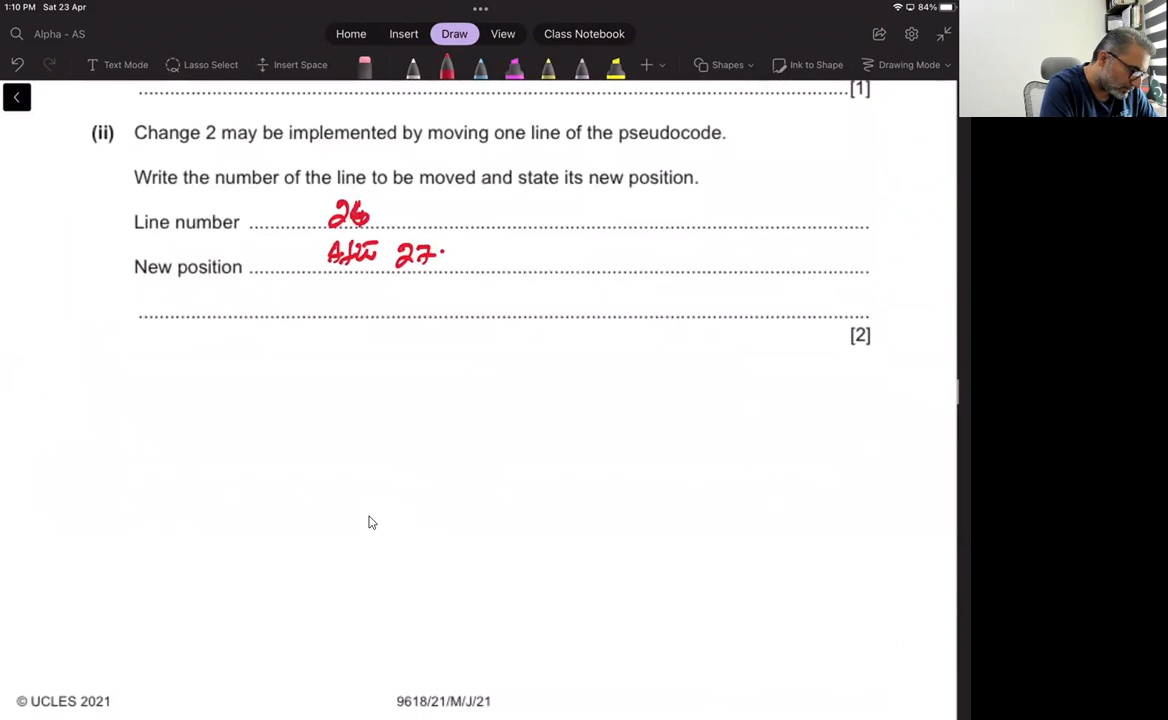 1:10 PM Sat 23 Apr
84%
Alpha - AS
Home Insert Draw View Class Notebook
Text Mode Lasso Select Insert Space Shapes Ink to Shape Drawing Mode
[1]
(ii) Change 2 may be implemented by moving one line of the pseudocode.
Write the number of the line to be moved and state its new position.
Line number 26
New position After 27.
[2]
© UCLES 2021
9618/21/M/J/21